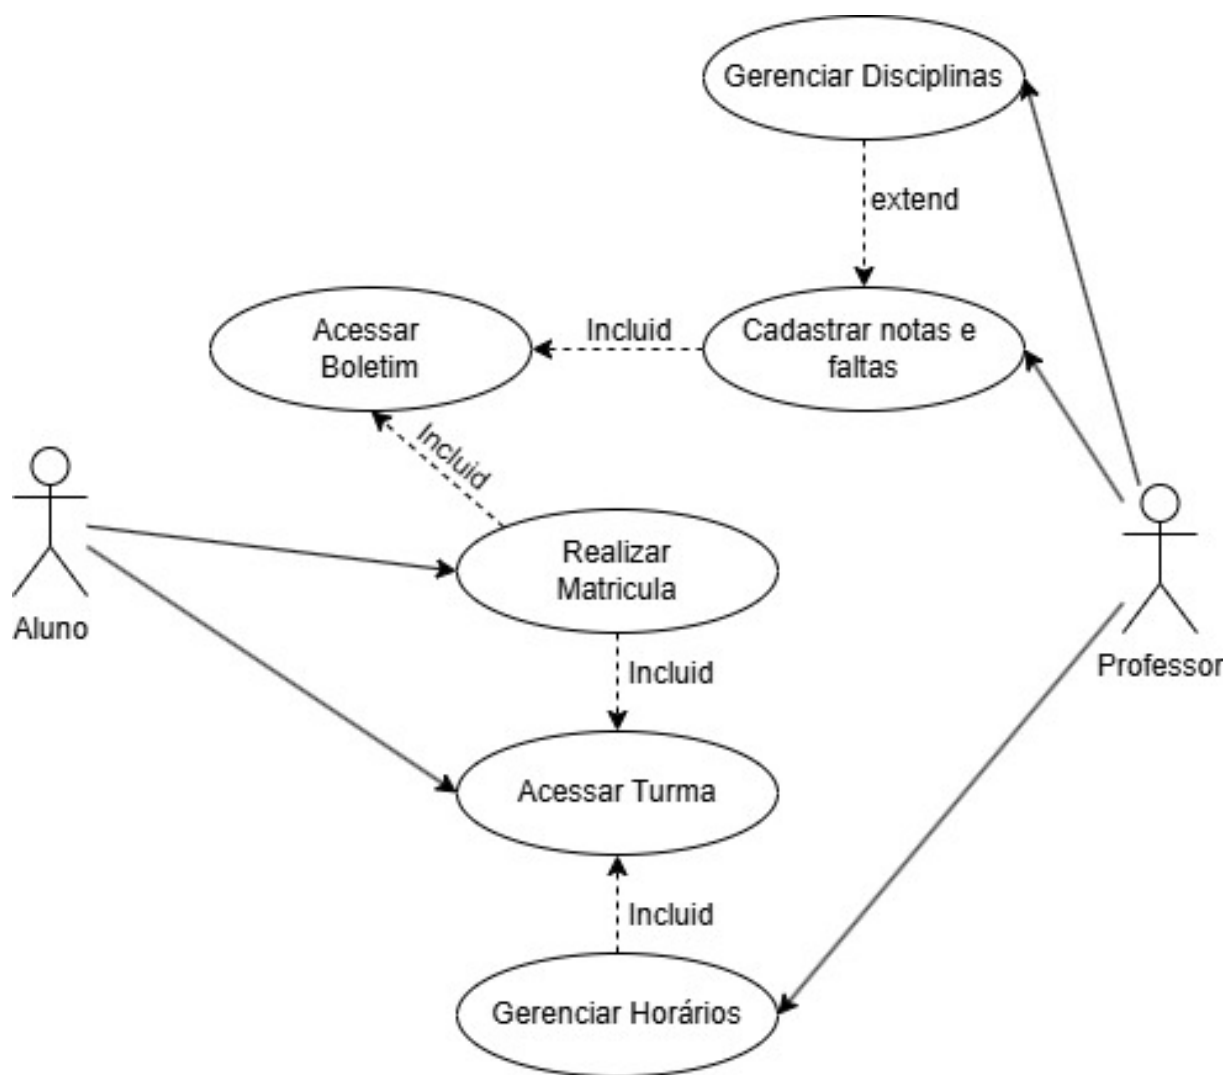 Gerenciar Disciplinas
extend
Acessar
Boletim
Incluid
Cadastrar notas e
faltas
Incluid
Aluno
Realizar
Matricula
Professor
Incluid
Acessar Turma
Incluid
Gerenciar Horários